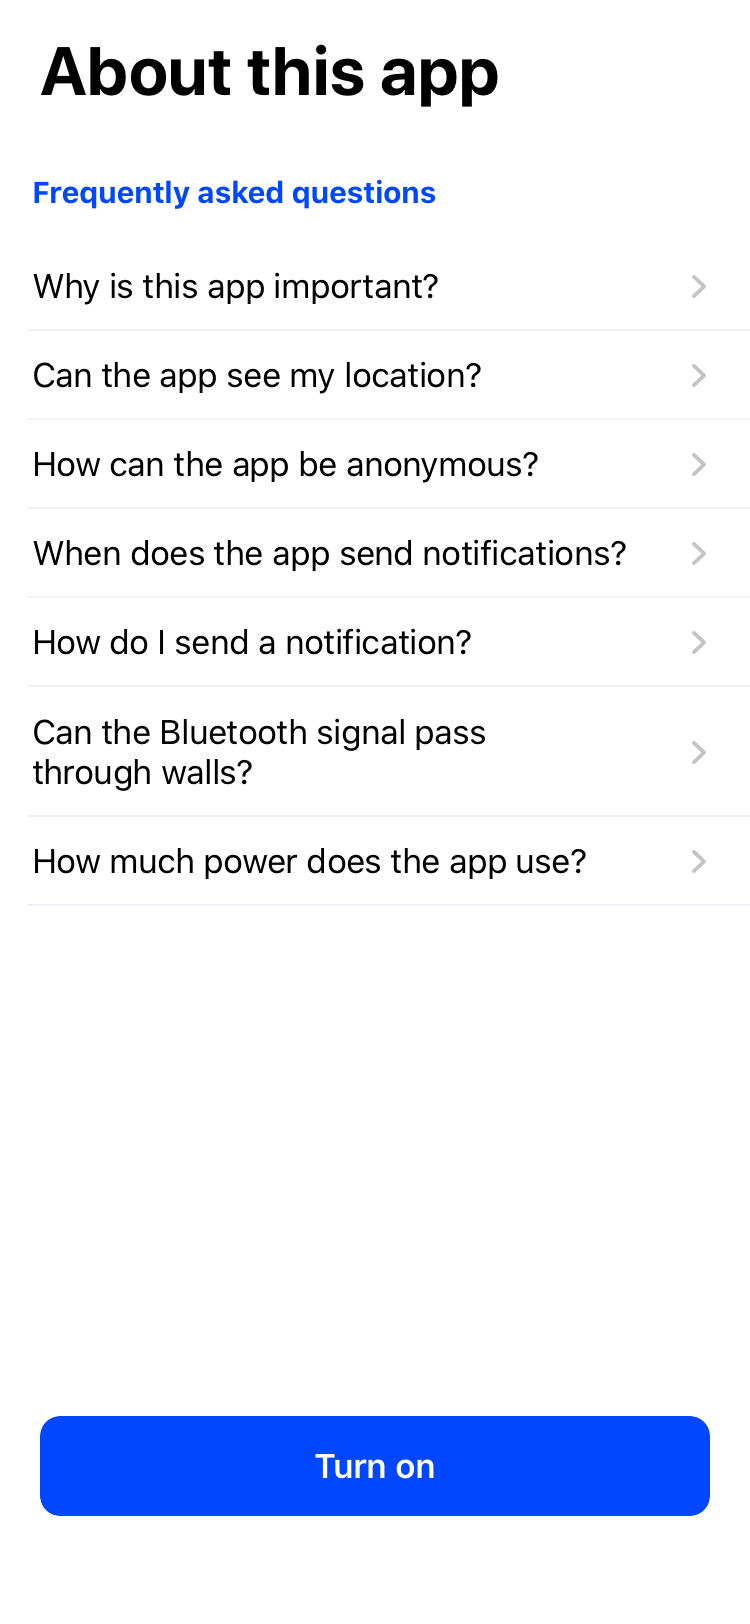 About this app
Frequently asked questions
Why is this app important?
Can the app see my location?
How can the app be anonymous?
When does the app send notifications?
How do I send a notification?
Can the Bluetooth signal pass
through walls?
How much power does the app use?
Turn on